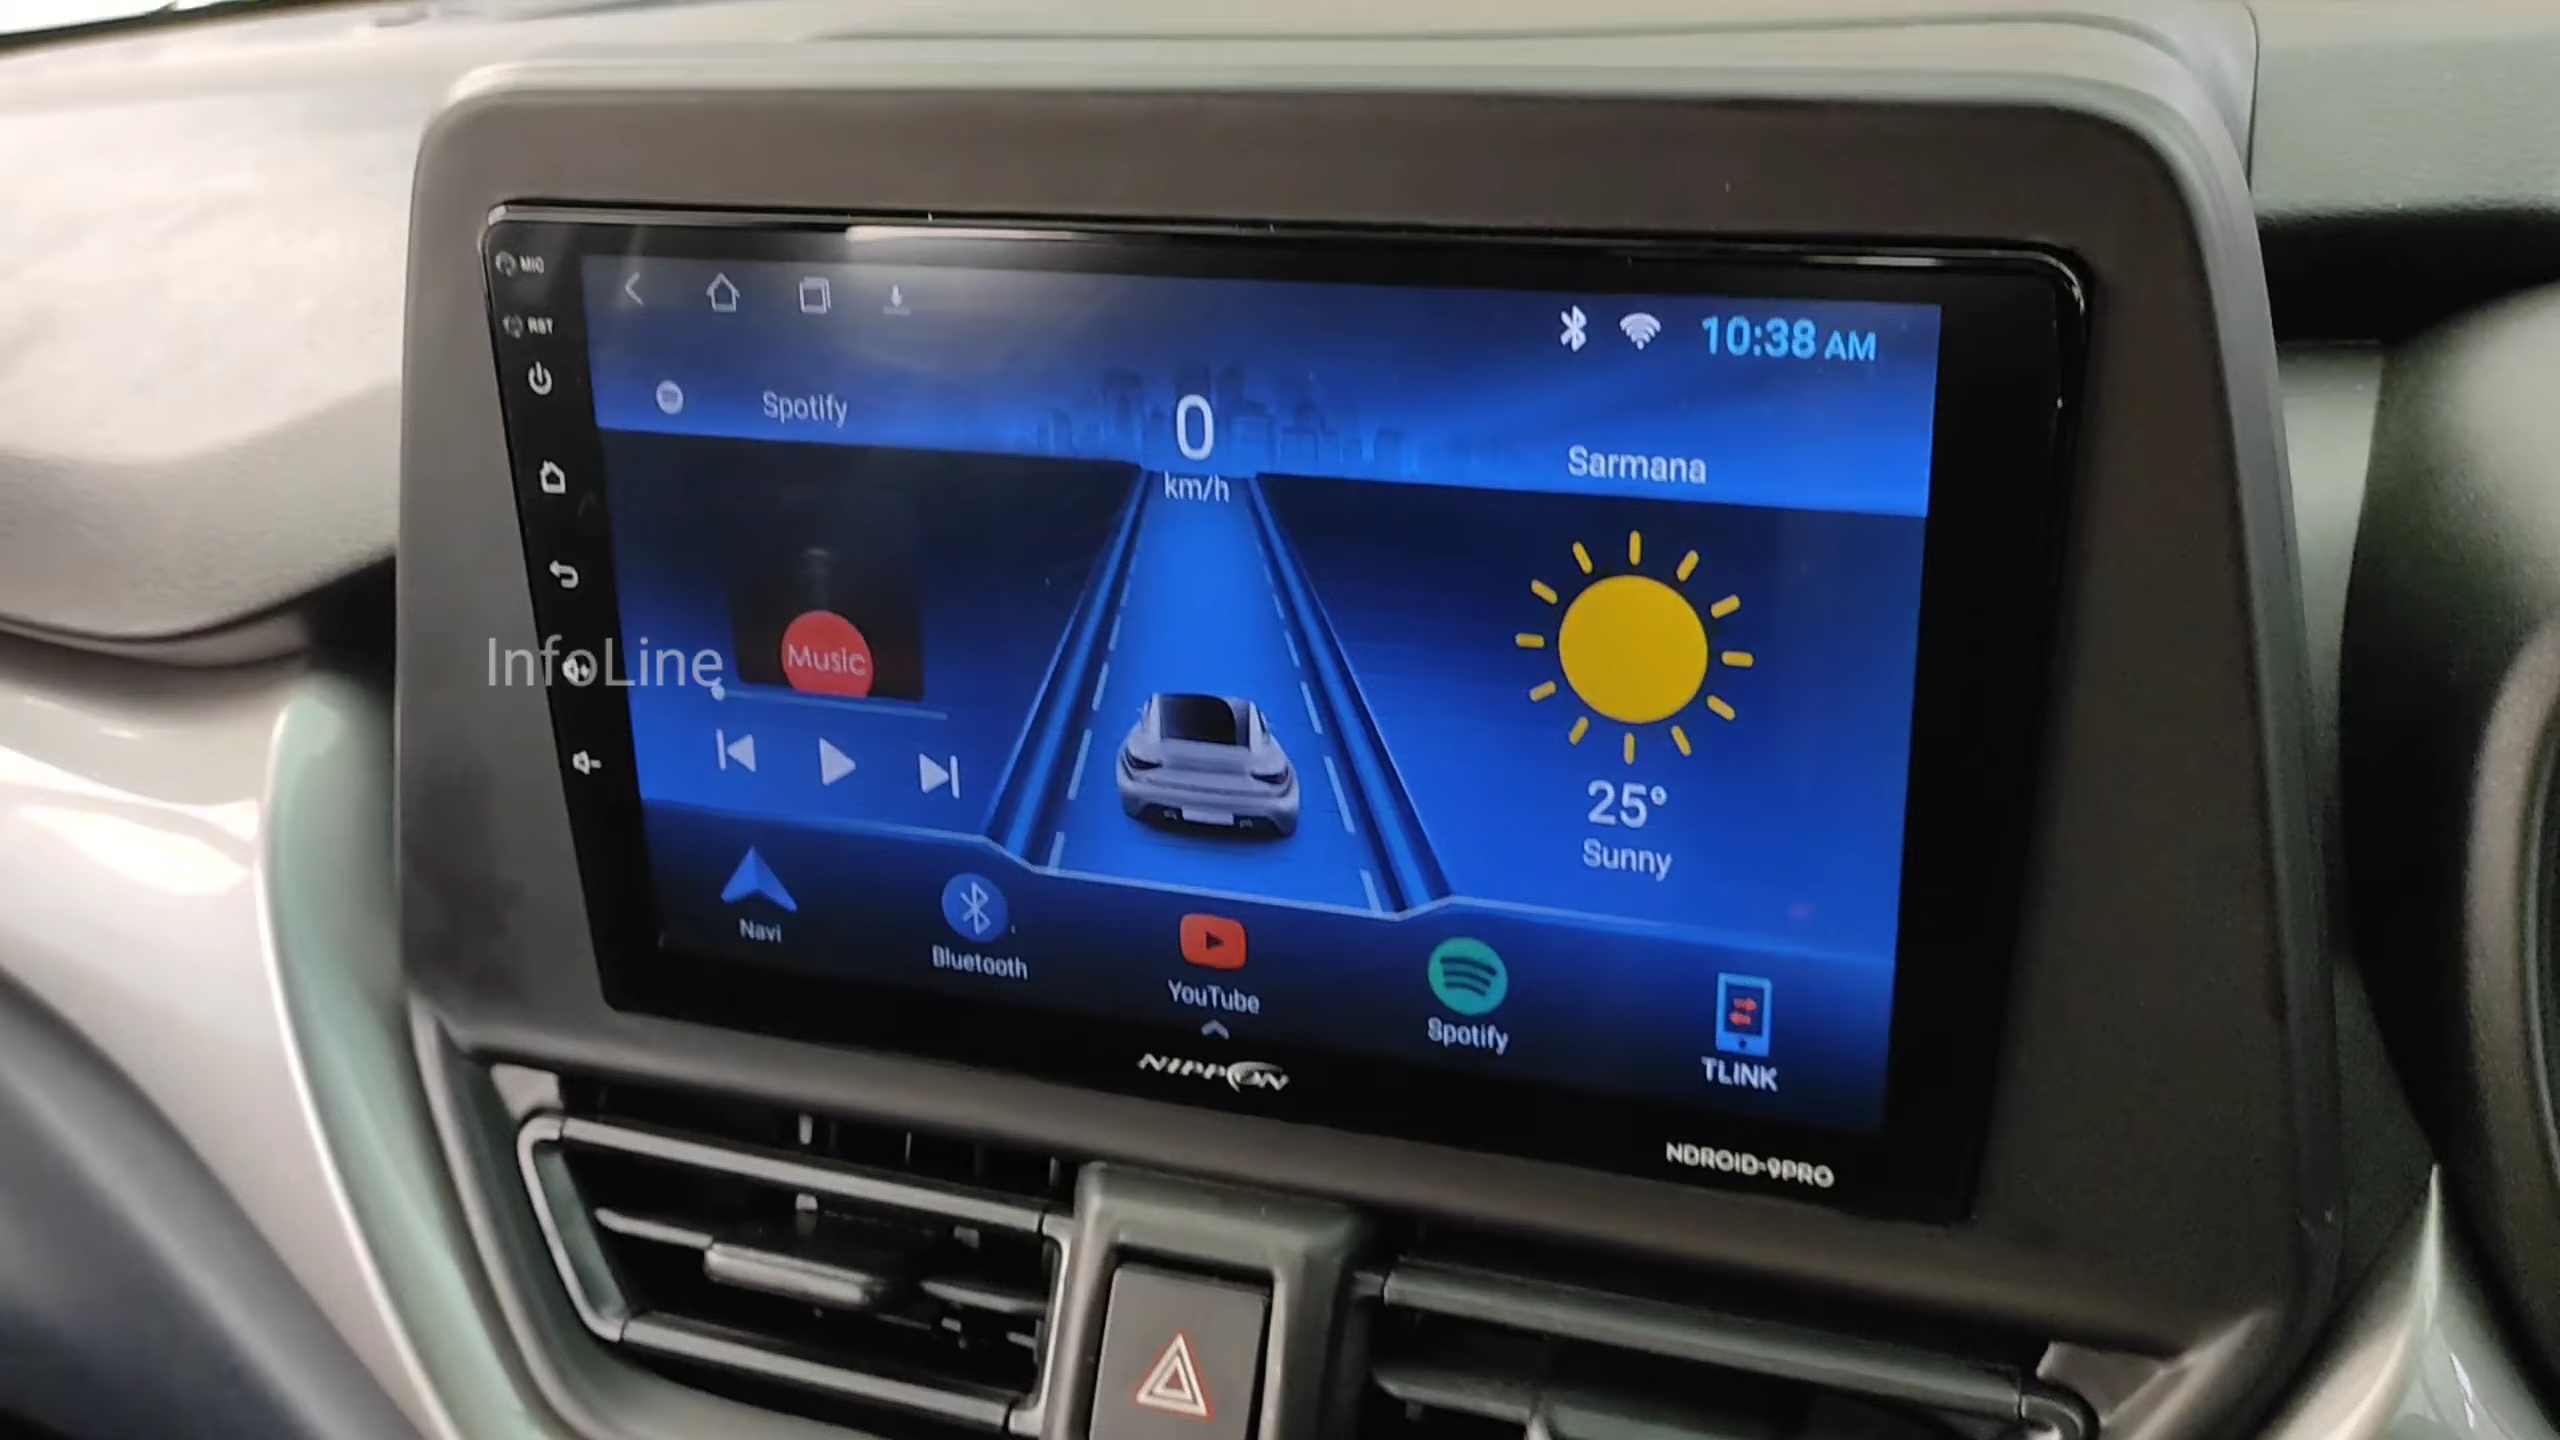 MIC
RST
10:38 AM
Spotify
0
km/h
Sarmana
InfoLine
Music
25°
Sunny
Navi
Bluetooth
YouTube
Spotify
TLINK
NIPPON
NDROID-9PRO